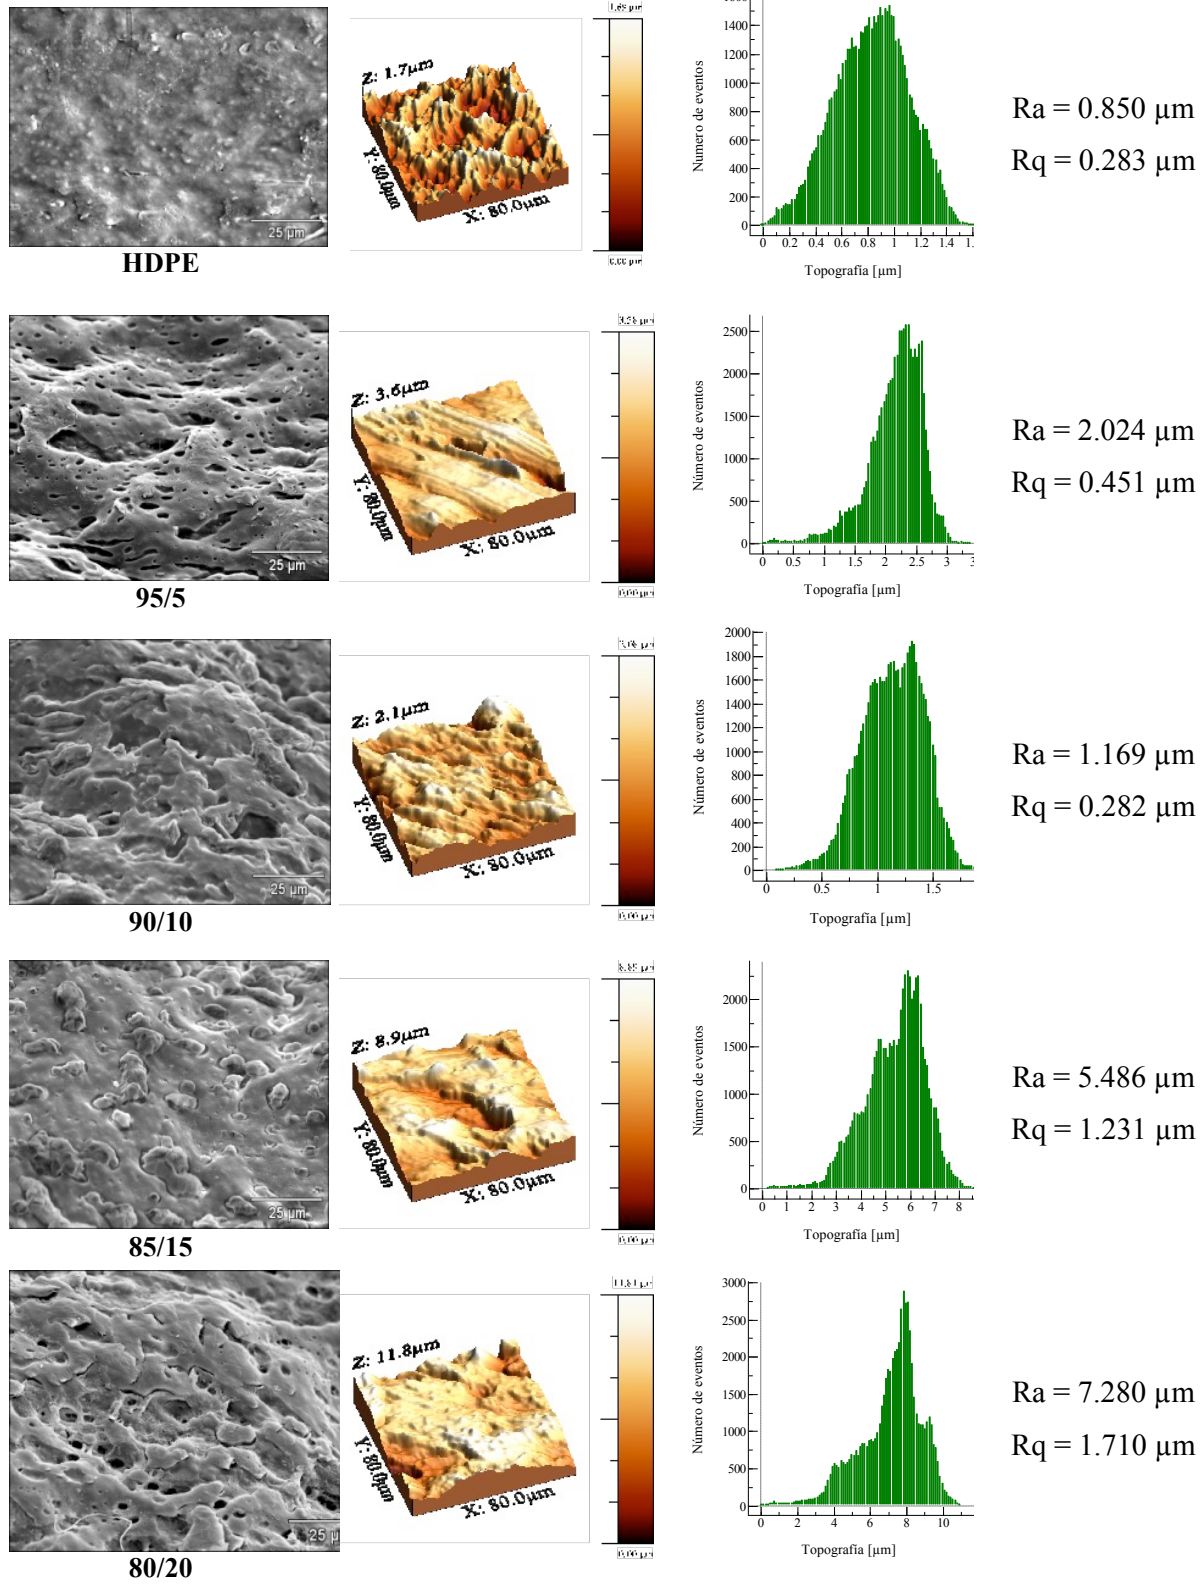 Z: 1.7µm
Y: 80.0µm
X: 80.0µm
25 µm
HDPE
Numero de eventos
1400
1200
1000
800
600
400
200
0
0 0.2 0.4 0.6 0.8 1 1.2 1.4 1.
Topografía [µm]
Ra = 0.850 µm
Rq = 0.283 µm
Z: 3.6µm
Y: 80.0µm
X: 80.0µm
25 µm
95/5
Número de eventos
2500
2000
1500
1000
500
0
0 0.5 1 1.5 2 2.5 3
Topografía [µm]
Ra = 2.024 µm
Rq = 0.451 µm
Z: 2.1µm
Y: 80.0µm
X: 80.0µm
25 µm
90/10
Número de eventos
2000
1800
1600
1400
1200
1000
800
600
400
200
0
0 0.5 1 1.5
Topografía [µm]
Ra = 1.169 µm
Rq = 0.282 µm
Z: 8.9µm
Y: 80.0µm
X: 80.0µm
25 µm
85/15
Número de eventos
2000
1500
1000
500
0
0 1 2 3 4 5 6 7 8
Topografía [µm]
Ra = 5.486 µm
Rq = 1.231 µm
Z: 11.8µm
Y: 80.0µm
X: 80.0µm
25 µm
80/20
Número de eventos
3000
2500
2000
1500
1000
500
0
0 2 4 6 8 10
Topografía [µm]
Ra = 7.280 µm
Rq = 1.710 µm